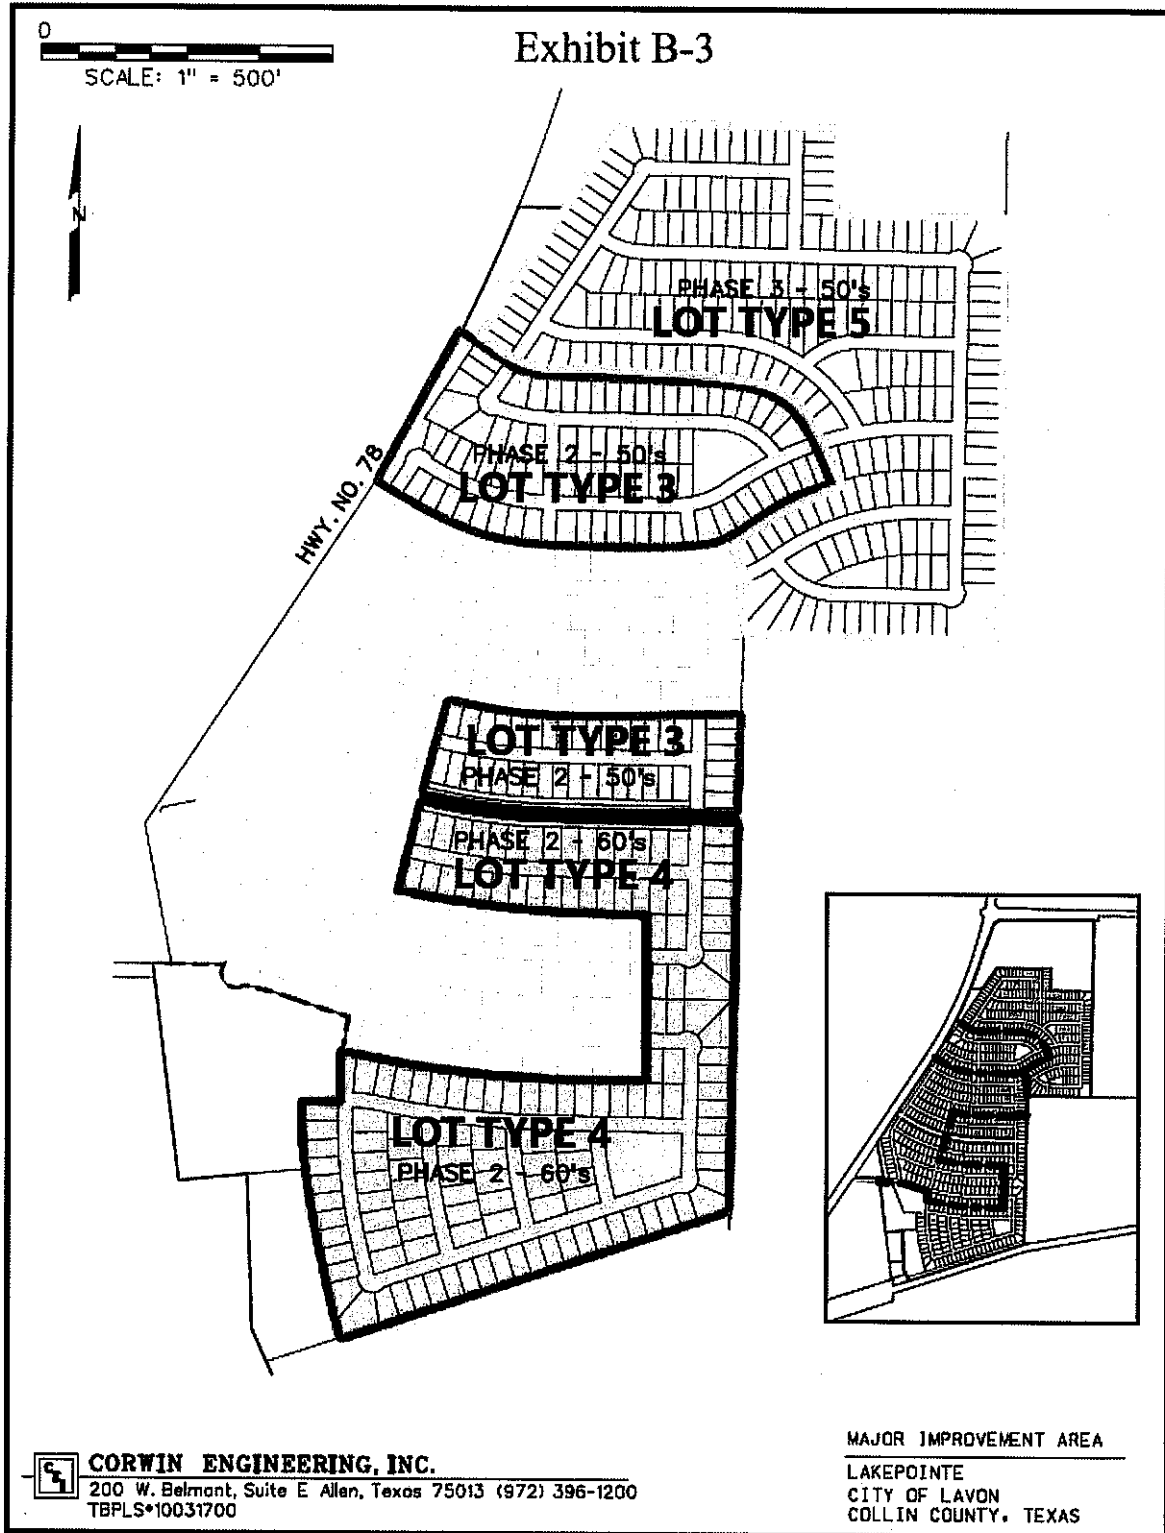 0
Exhibit B-3
SCALE: 1" = 500'
N
PHASE 3 - 50's
LOT TYPE 5
HWY. NO. 78
PHASE 2 - 50's
LOT TYPE 3
LOT TYPE 3
PHASE 2 - 50's
PHASE 2 - 60's
LOT TYPE 4
LOT TYPE 4
PHASE 2 - 60's
CEI
CORWIN ENGINEERING, INC.
200 W. Belmont, Suite E Allen, Texas 75013 (972) 396-1200
TBPLS#10031700
MAJOR IMPROVEMENT AREA
LAKEPOINTE
CITY OF LAVON
COLLIN COUNTY, TEXAS